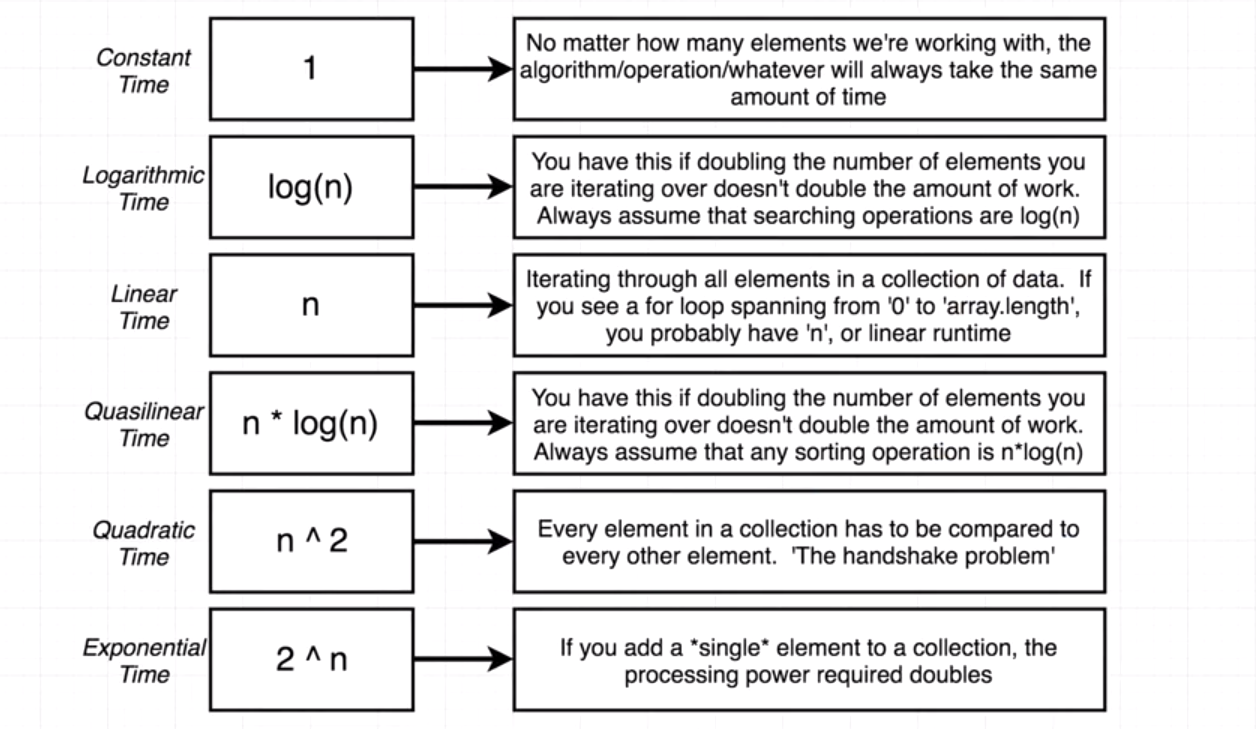 Constant
Time
1
No matter how many elements we're working with, the
algorithm/operation/whatever will always take the same
amount of time
Logarithmic
Time
log(n)
You have this if doubling the number of elements you
are iterating over doesn't double the amount of work.
Always assume that searching operations are log(n)
Linear
Time
n
Iterating through all elements in a collection of data.  If
you see a for loop spanning from '0' to 'array.length',
you probably have 'n', or linear runtime
Quasilinear
Time
n * log(n)
You have this if doubling the number of elements you
are iterating over doesn't double the amount of work.
Always assume that any sorting operation is n*log(n)
Quadratic
Time
n ^ 2
Every element in a collection has to be compared to
every other element.  'The handshake problem'
Exponential
Time
2 ^ n
If you add a *single* element to a collection, the
processing power required doubles